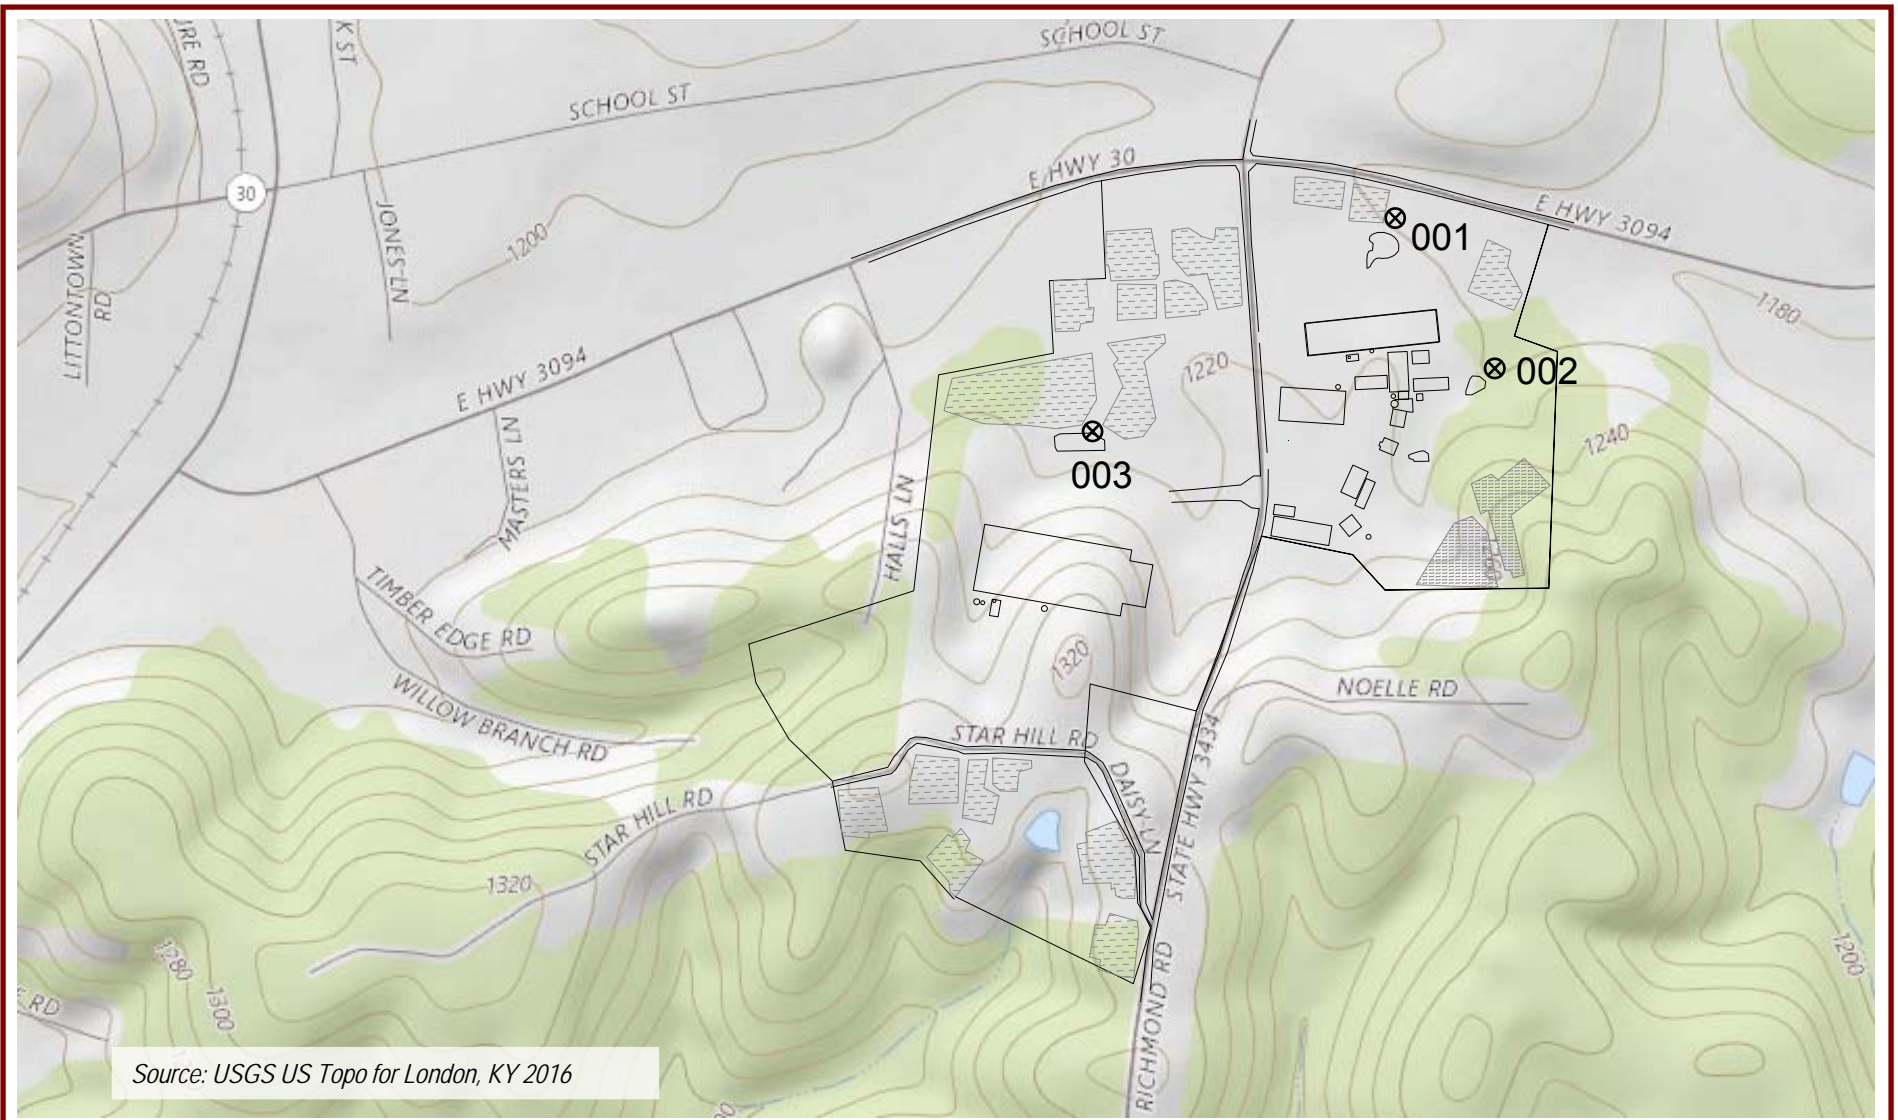 SCHOOL ST
K ST
URE RD
SCHOOL ST
E HWY 30
30
JONES LN
1200
E HWY 3094
001
LITTONTOWN
RD
1180
E HWY 3094
1220
002
MASTERS LN
1240
003
HALLS LN
TIMBER EDGE RD
1320
NOELLE RD
WILLOW BRANCH RD
STAR HILL RD
DAISY LN
STATE HWY 3434
STAR HILL RD
1320
1280
1300
1200
RICHMOND RD
RD
Source: USGS US Topo for London, KY 2016